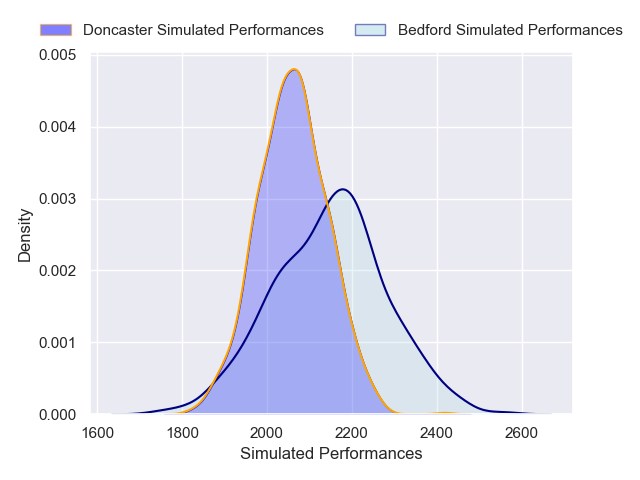 Doncaster Simulated Performances Bedford Simulated Performances
0.005
0.004
0.003
0.002
0.001
0.000
Density
1600 1800 2000 2200 2400 2600
Simulated Performances